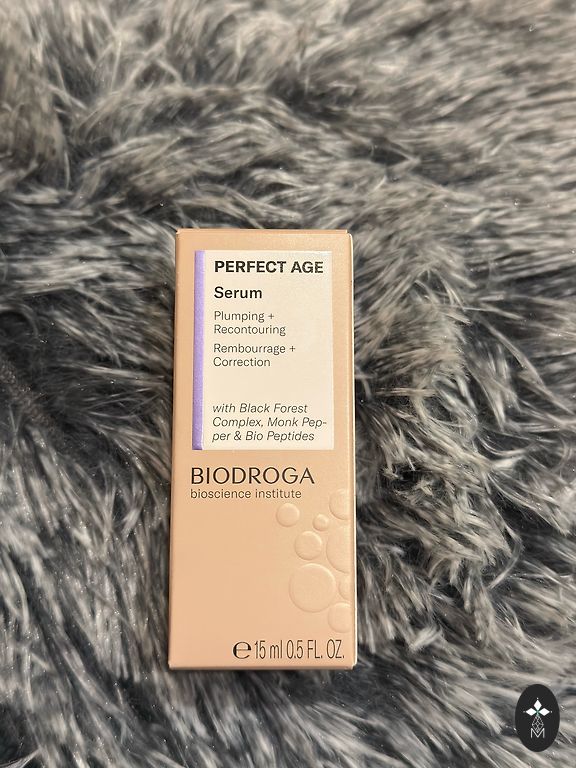 PERFECT AGE
Serum
Plumping +
Recontouring
Rembourrage +
Correction
with Black Forest
Complex, Monk Pep-
per & Bio Peptides
BIODROGA
bioscience institute
℮ 15 ml 0.5 FL. OZ.
M